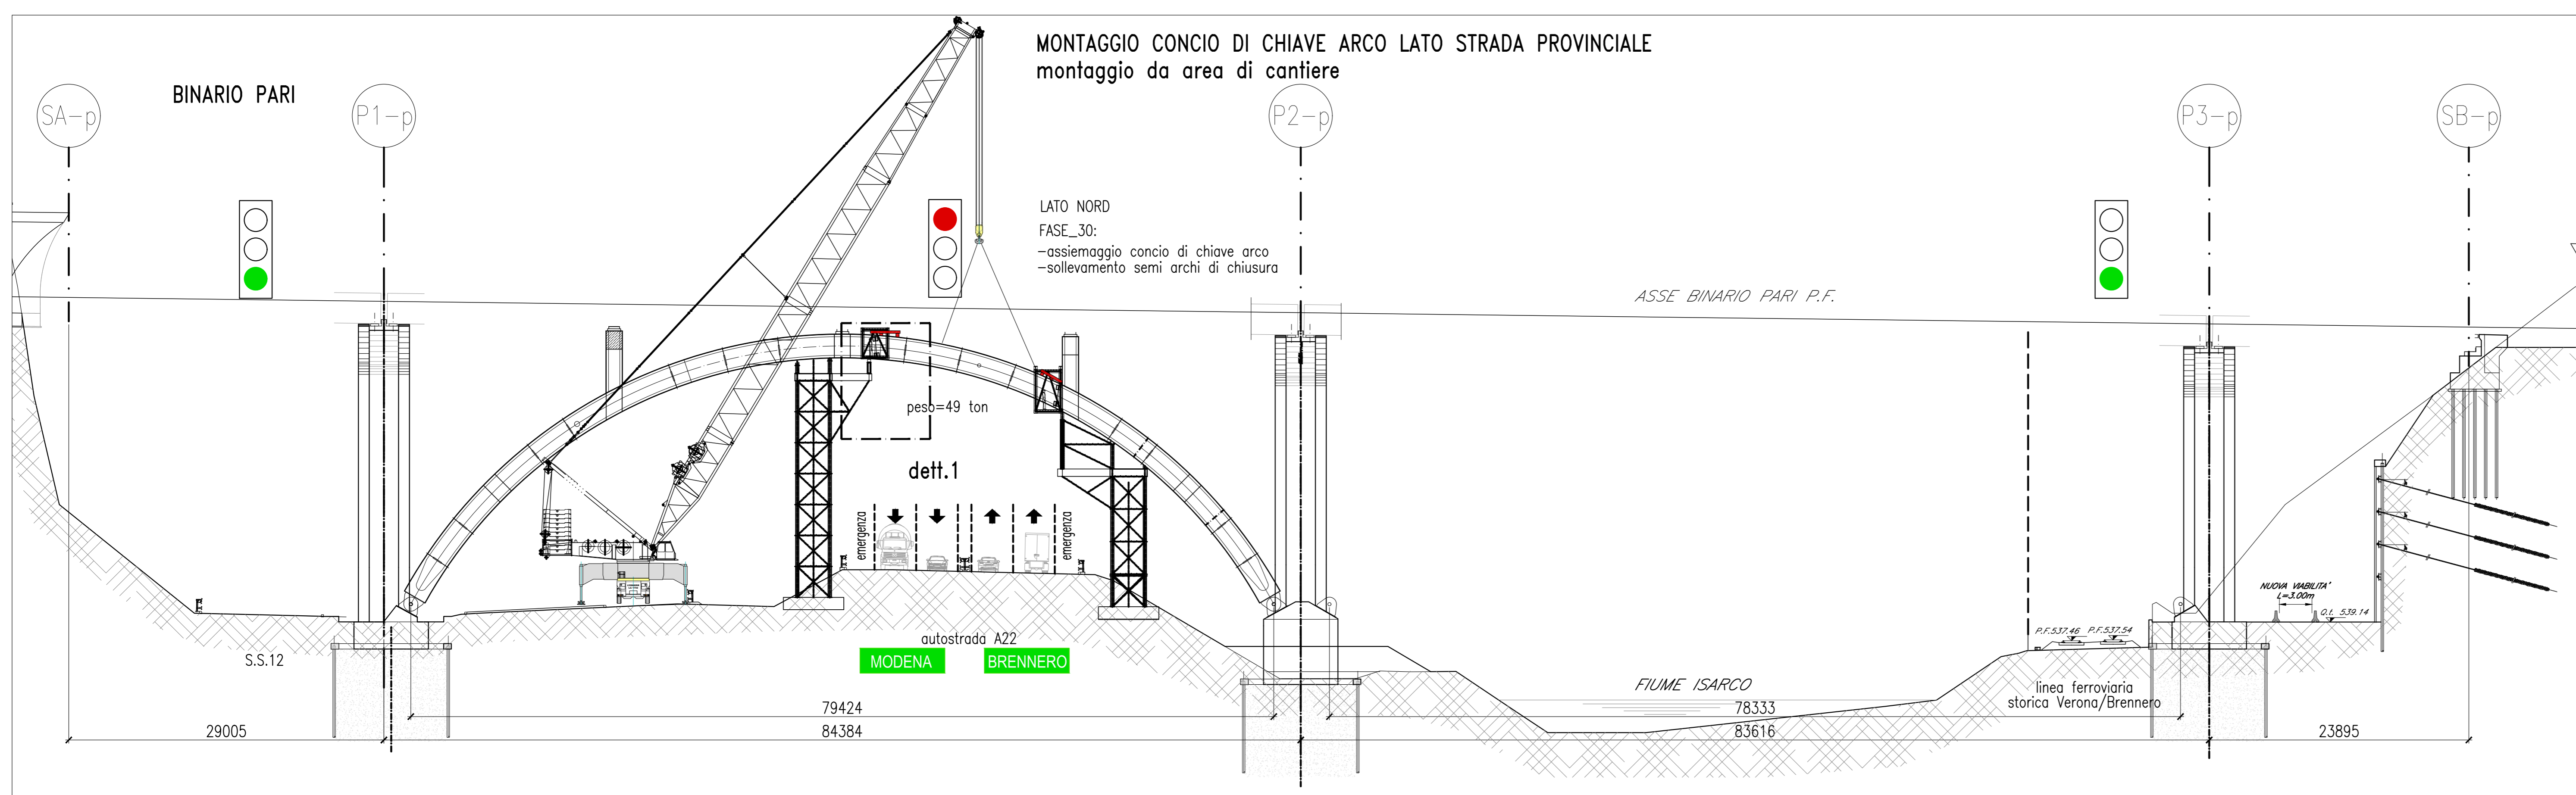 MONTAGGIO CONCIO DI CHIAVE ARCO LATO STRADA PROVINCIALE
montaggio da area di cantiere
BINARIO PARI
SA-p
P1-p
P2-p
P3-p
SB-p
LATO NORD
FASE_30:
-assiemaggio concio di chiave arco
-sollevamento semi archi di chiusura
ASSE BINARIO PARI P.F.
peso=49 ton
dett.1
emergenza
emergenza
NUOVA VIABILITA'
L=3.00m
Q.t. 539.14
P.F.537.46
P.F.537.54
autostrada A22
MODENA
BRENNERO
S.S.12
FIUME ISARCO
linea ferroviaria
storica Verona/Brennero
79424
78333
29005
84384
83616
23895